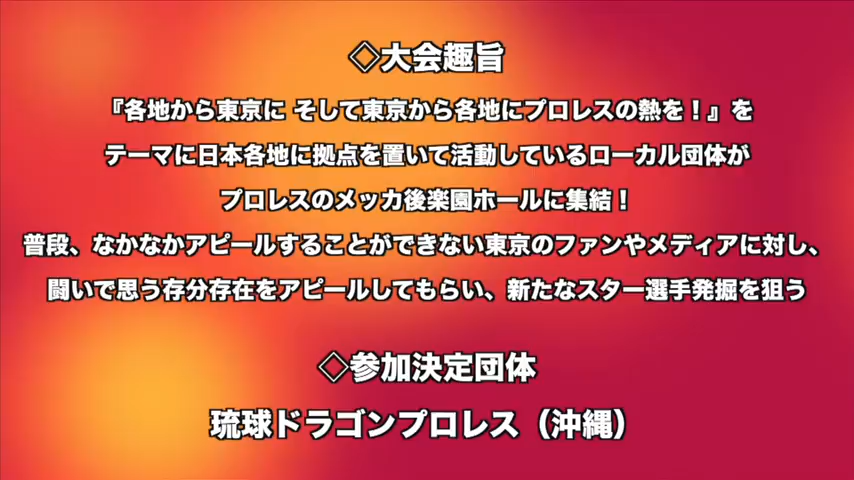 ◇大会趣旨
『各地から東京に そして東京から各地にプロレスの熱を！』を
テーマに日本各地に拠点を置いて活動しているローカル団体が
プロレスのメッカ後楽園ホールに集結！
普段、なかなかアピールすることができない東京のファンやメディアに対し、
闘いで思う存分存在をアピールしてもらい、新たなスター選手発掘を狙う
◇参加決定団体
琉球ドラゴンプロレス（沖縄）